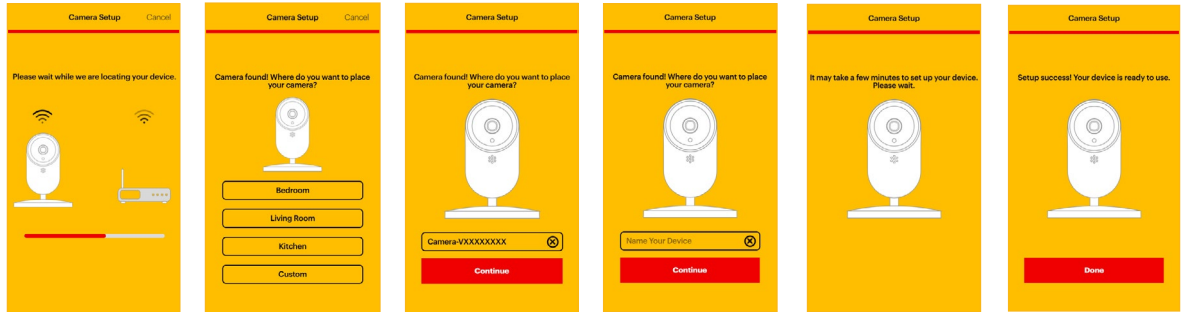 Camera Setup
Cancel
Please wait while we are locating your device.
Camera Setup
Cancel
Camera found! Where do you want to place
your camera?
Bedroom
Living Room
Kitchen
Custom
Camera Setup
Camera found! Where do you want to place
your camera?
Camera-VXXXXXXXX
Continue
Camera Setup
Camera found! Where do you want to place
your camera?
Name Your Device
Continue
Camera Setup
It may take a few minutes to set up your device.
Please wait.
Camera Setup
Setup success! Your device is ready to use.
Done